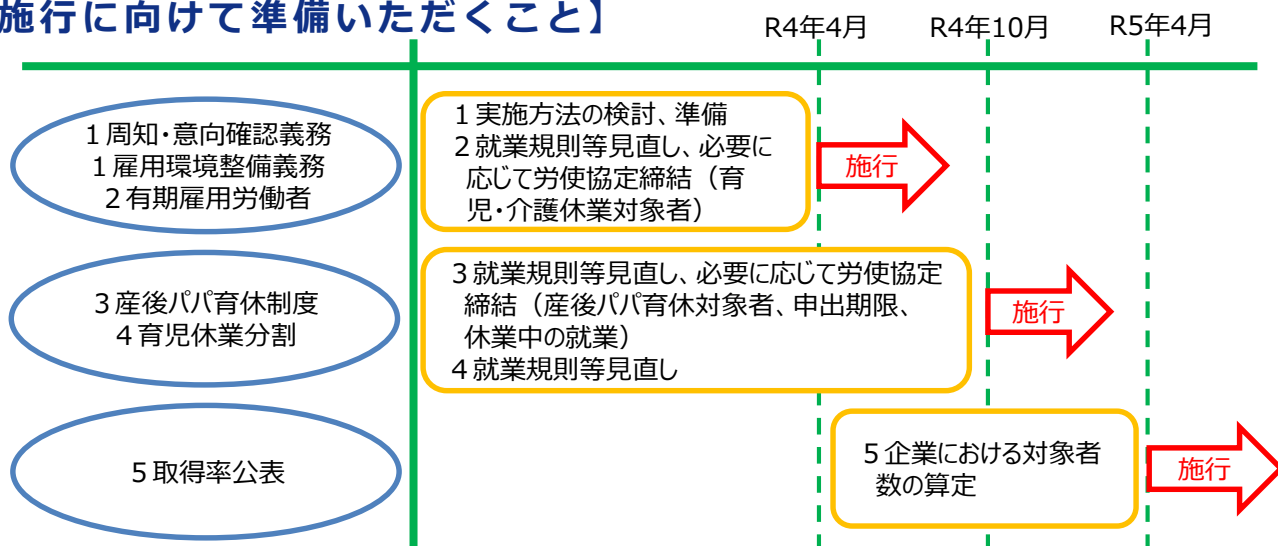 施行に向けて準備いただくこと】
R4年4月 R4年10月 R5年4月
1周知・意向確認義務
1雇用環境整備義務
2有期雇用労働者
1実施方法の検討、準備
2就業規則等見直し、必要に
応じて労使協定締結（育
児・介護休業対象者）
施行
3産後パパ育休制度
4育児休業分割
3就業規則等見直し、必要に応じて労使協定
締結（産後パパ育休対象者、申出期限、
休業中の就業）
4就業規則等見直し
施行
5取得率公表
5企業における対象者
数の算定
施行